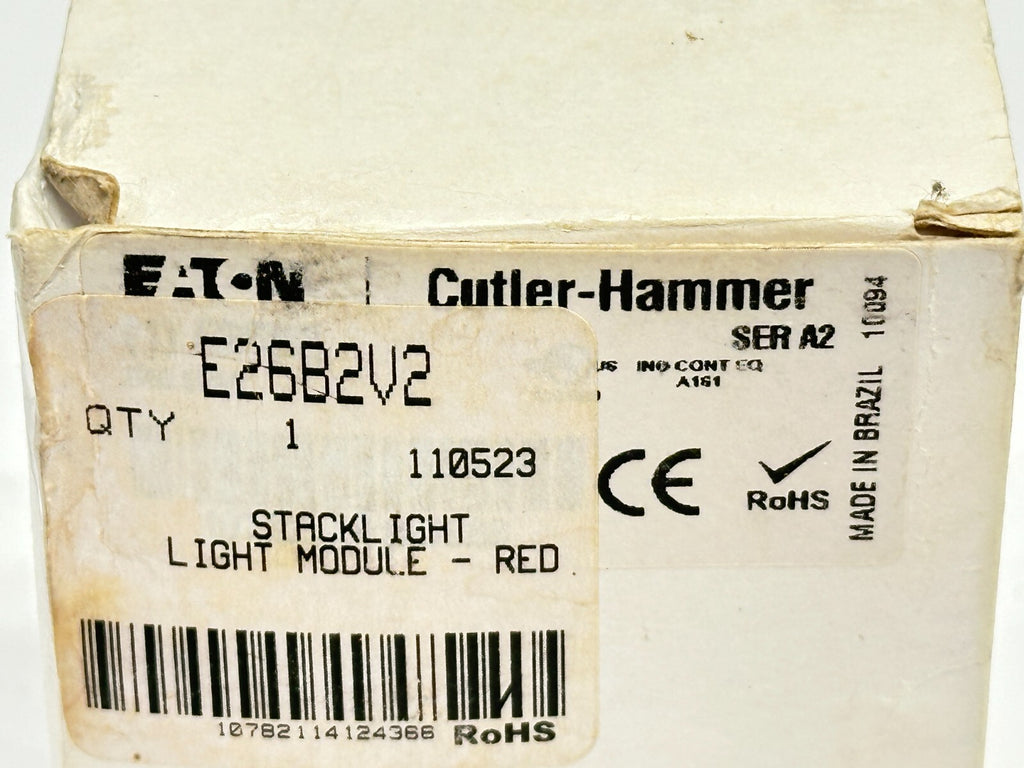 EATON Cutler-Hammer
SER A2
US IND CONT EQ
A161
MADE IN BRAZIL 10094
RoHS
E26B2V2
QTY 1
110523
STACKLIGHT
LIGHT MODULE - RED
10782114124366
RoHS